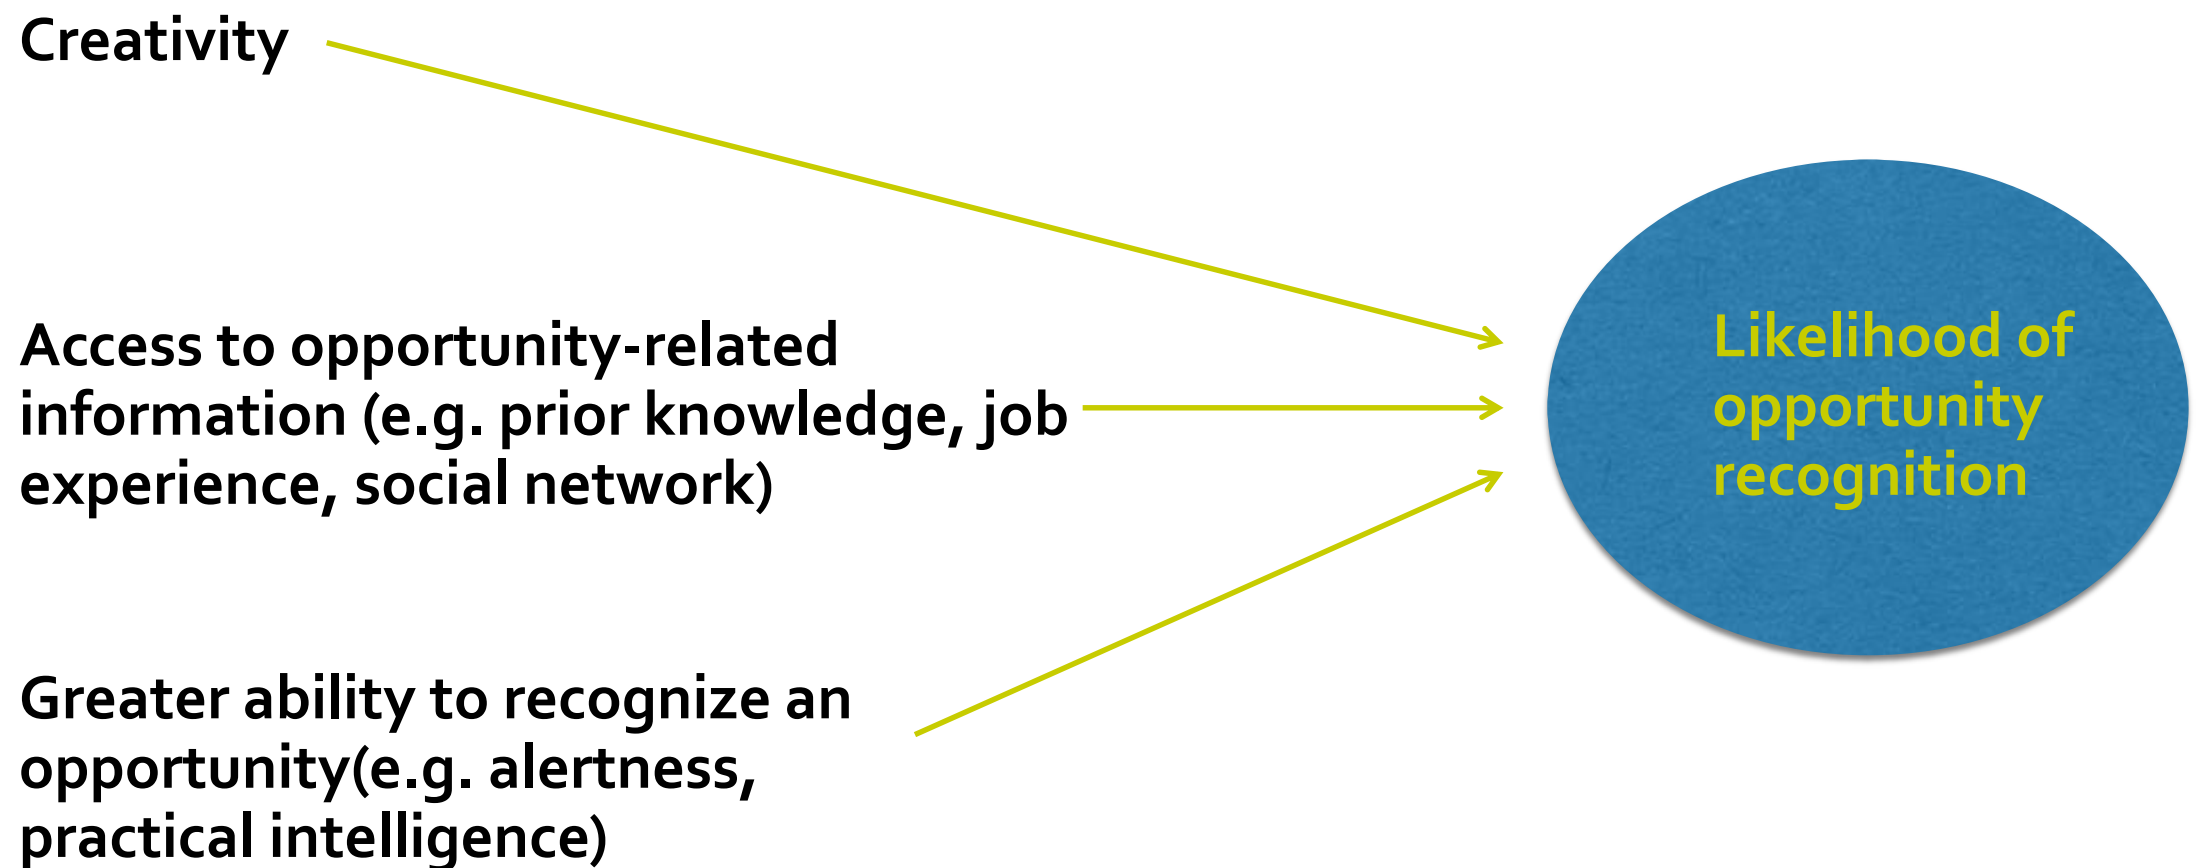 Creativity
Access to opportunity-related
information (e.g. prior knowledge, job
experience, social network)
Greater ability to recognize an
opportunity(e.g. alertness,
practical intelligence)
Likelihood of
opportunity
recognition